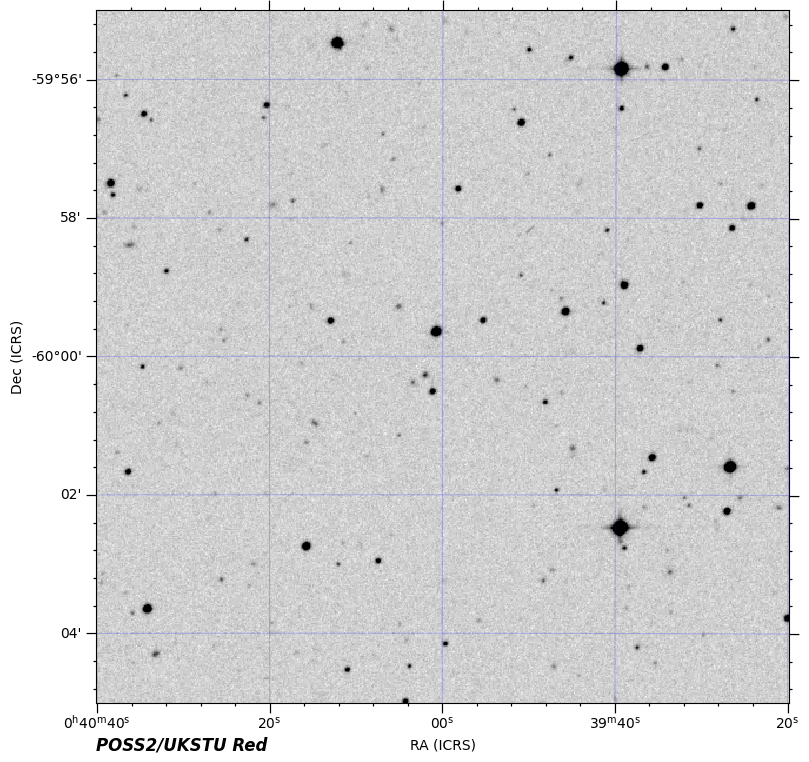 -59°56'
58'
-60°00'
02'
04'
Dec (ICRS)
0ʰ40ᵐ40ˢ 20ˢ 00ˢ 39ᵐ40ˢ 20ˢ
POSS2/UKSTU Red RA (ICRS)